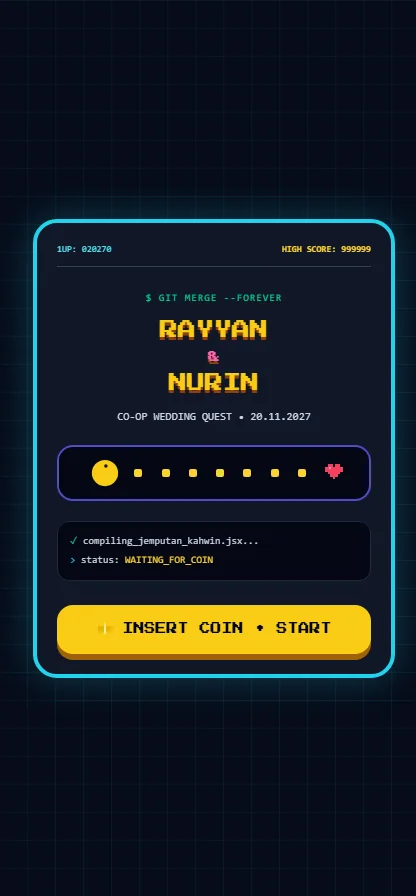 1UP: 020270
HIGH SCORE: 999999
$ GIT MERGE --FOREVER
RAYYAN
&
NURIN
CO-OP WEDDING QUEST • 20.11.2027
✓ compiling_jemputan_kahwin.jsx...
> status: WAITING_FOR_COIN
INSERT COIN • START